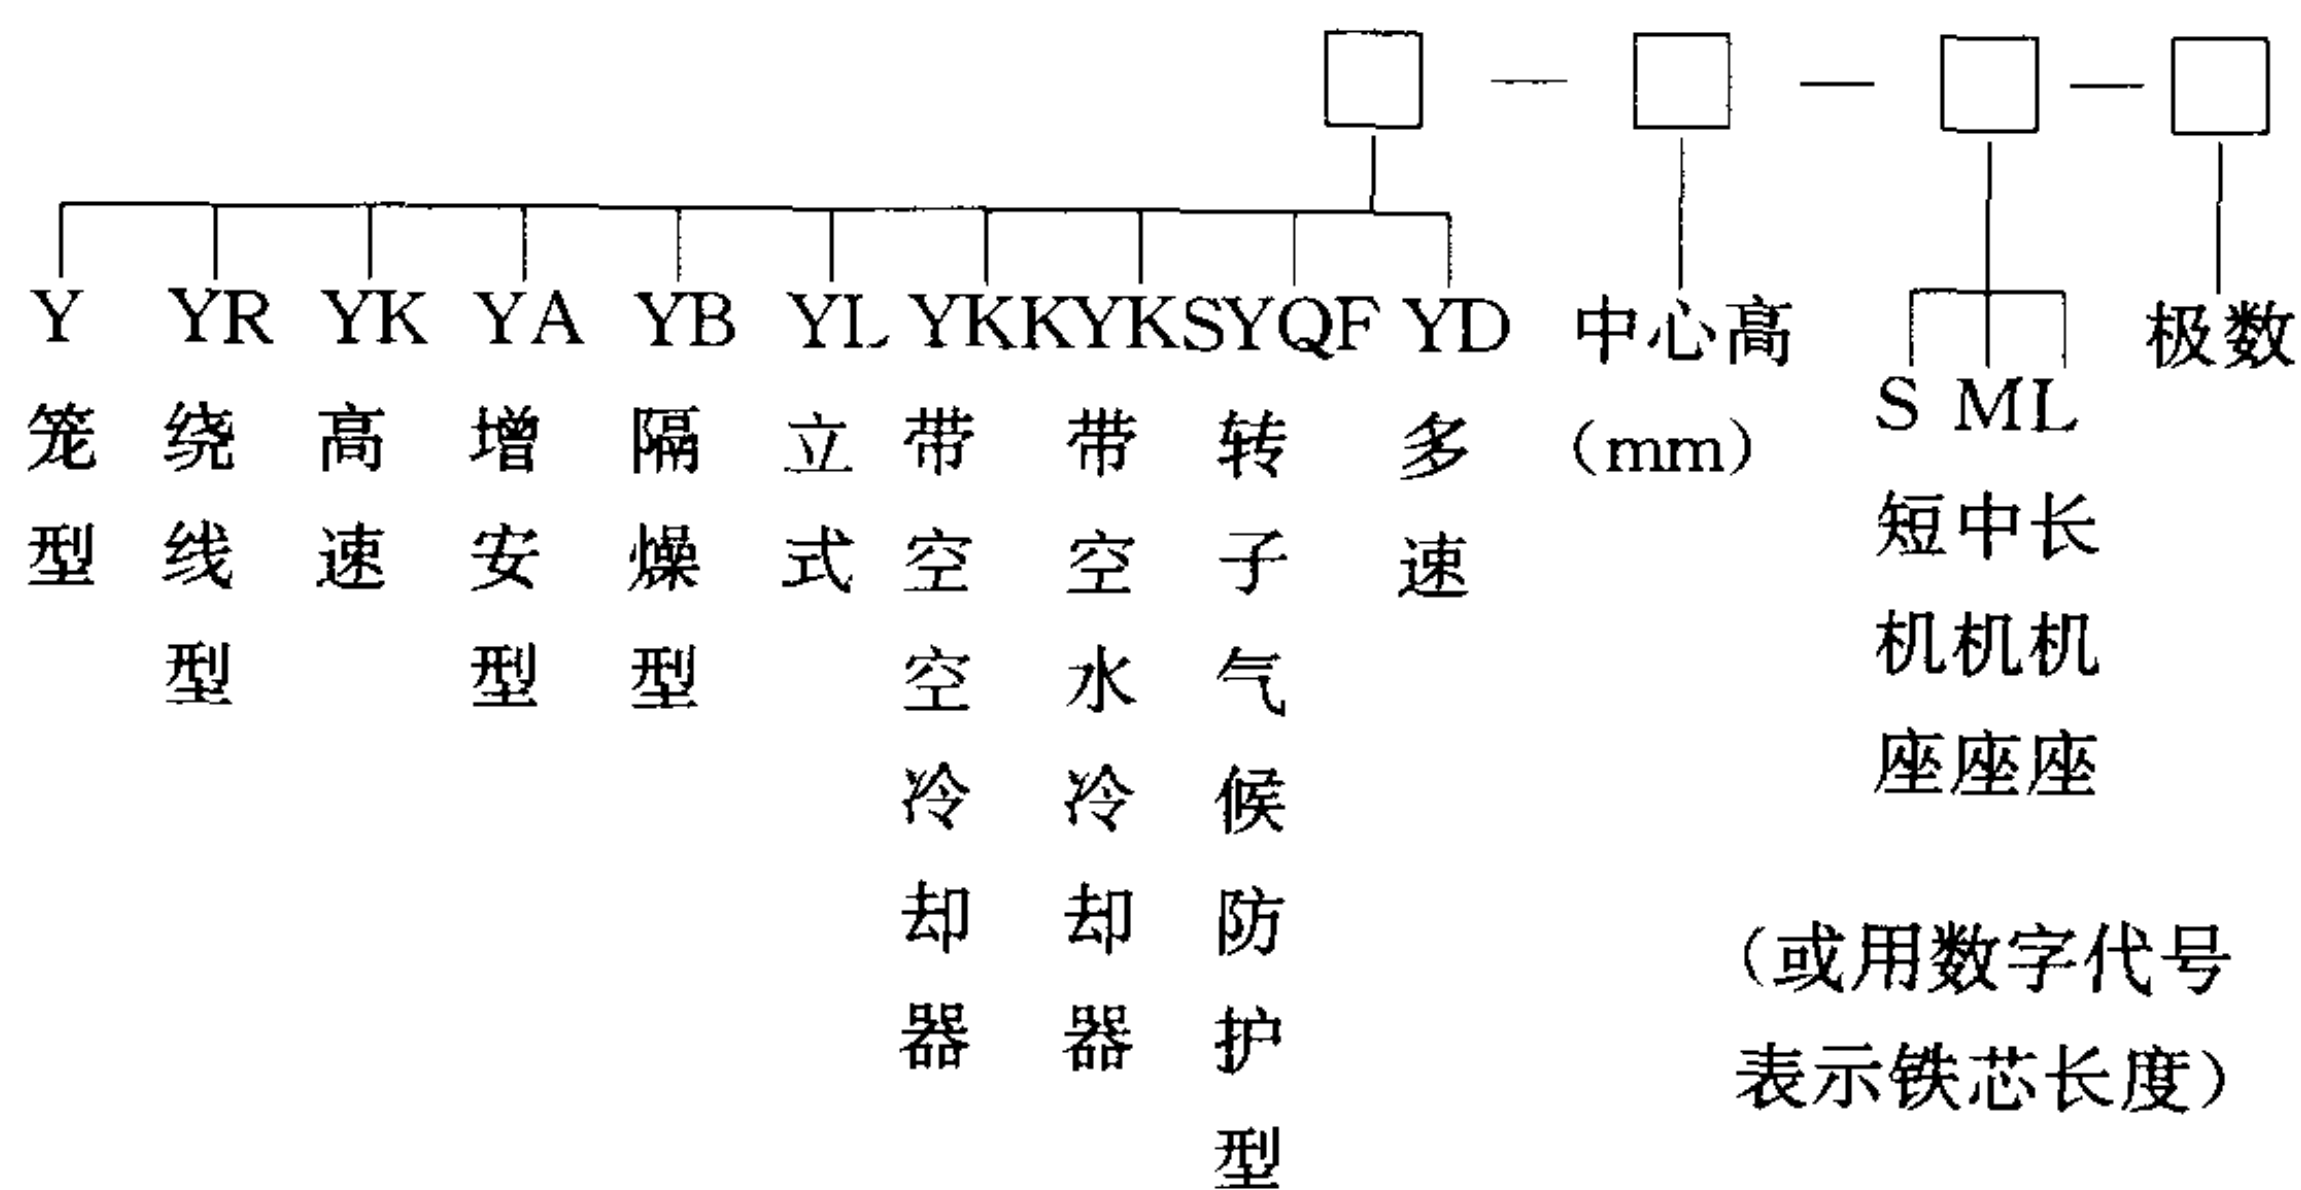 □ — □ — □ — □
Y YR YK YA YB YL YKK YKS YQF YD 中心高 极数
(mm)
S M L
笼型
绕线型
高速
增安型
隔燥型
立式
带空空冷却器
带空水冷却器
转子气候防护型
多速
短机座
中机座
长机座
(或用数字代号
表示铁芯长度)